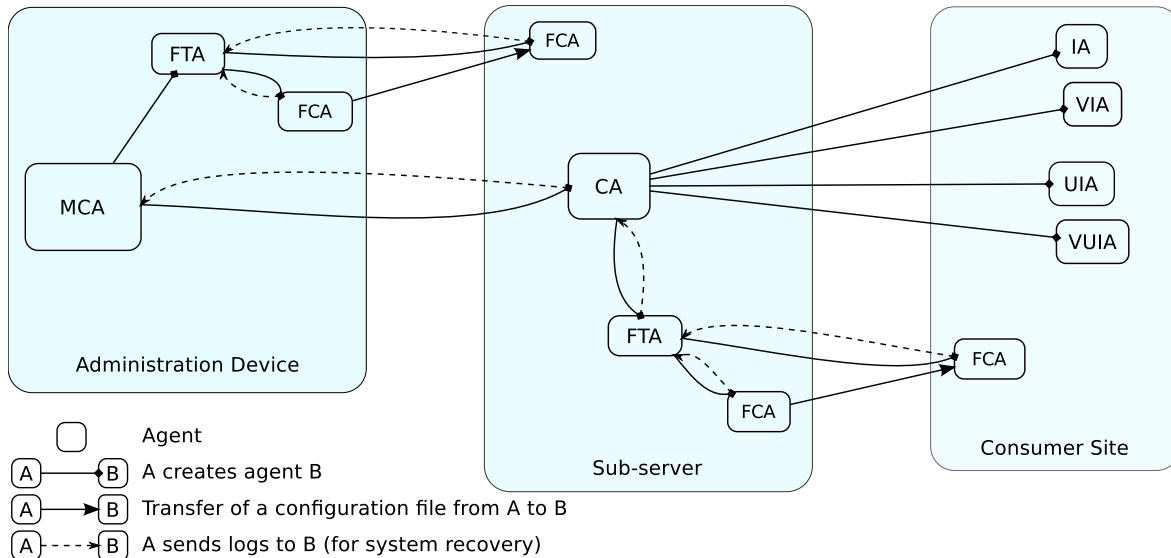 FTA
FCA
FCA
MCA
Administration Device
CA
FTA
FCA
Sub-server
IA
VIA
UIA
VUIA
FCA
Consumer Site
Agent
A B A creates agent B
A B Transfer of a configuration file from A to B
A B A sends logs to B (for system recovery)